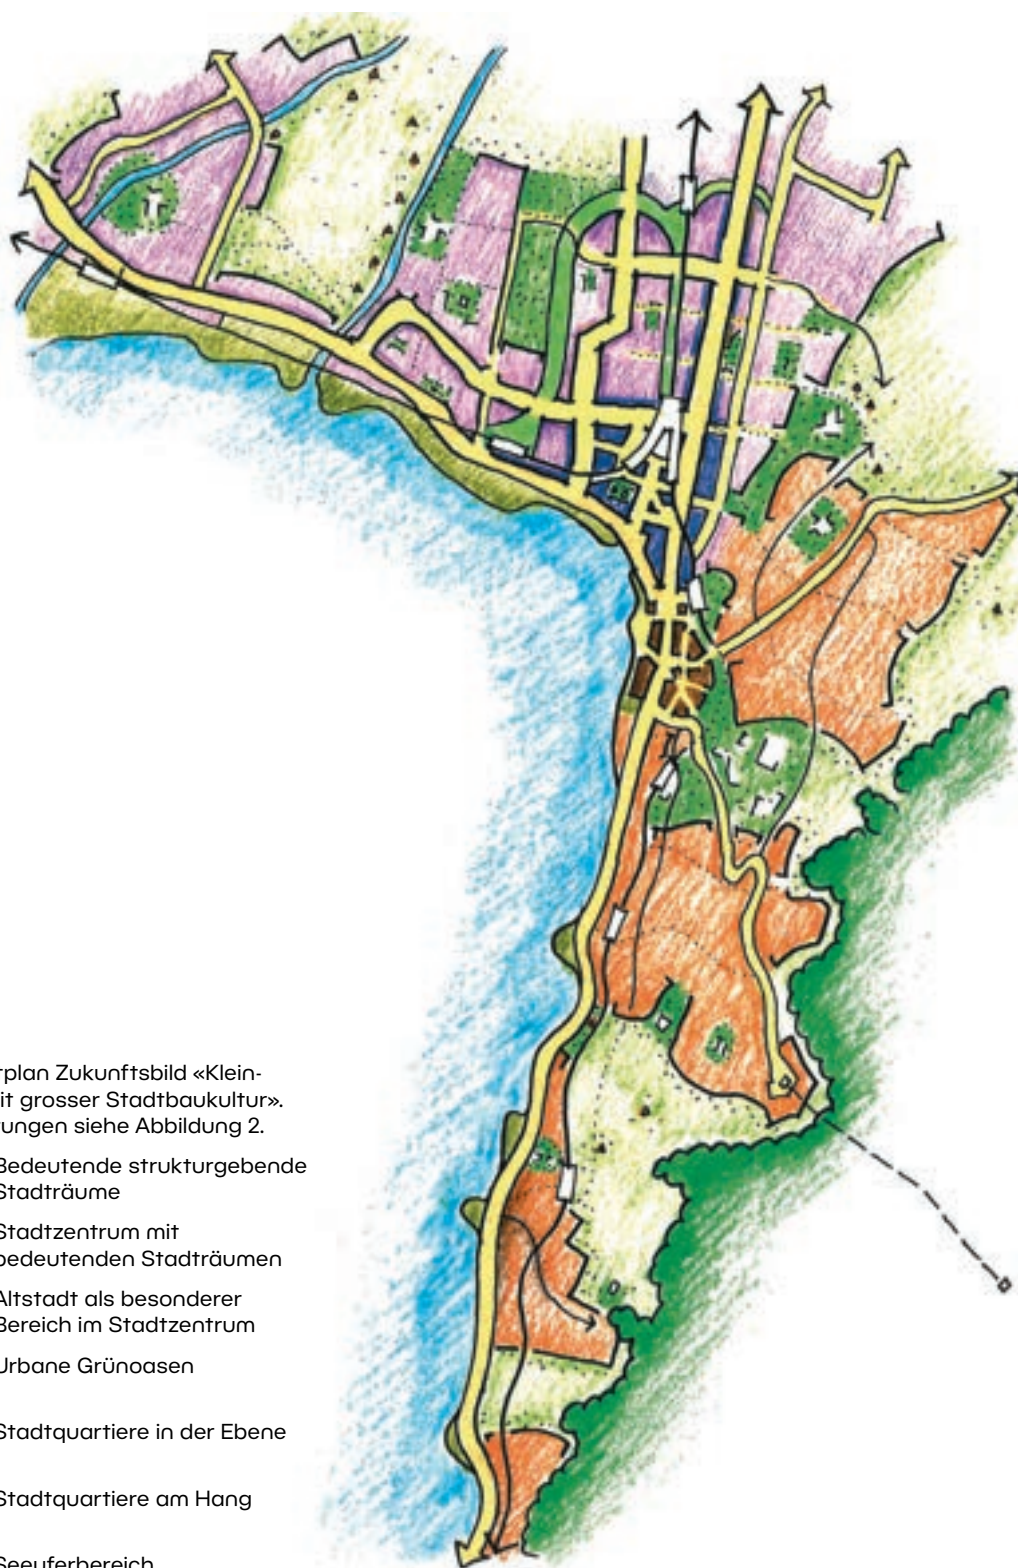 rplan Zukunftsbild «Klein-
it grosser Stadtbaukultur».
ungen siehe Abbildung 2.
Bedeutende strukturgebende
Stadträume
Stadtzentrum mit
bedeutenden Stadträumen
Altstadt als besonderer
Bereich im Stadtzentrum
Urbane Grünoasen
Stadtquartiere in der Ebene
Stadtquartiere am Hang
Seeuferbereich